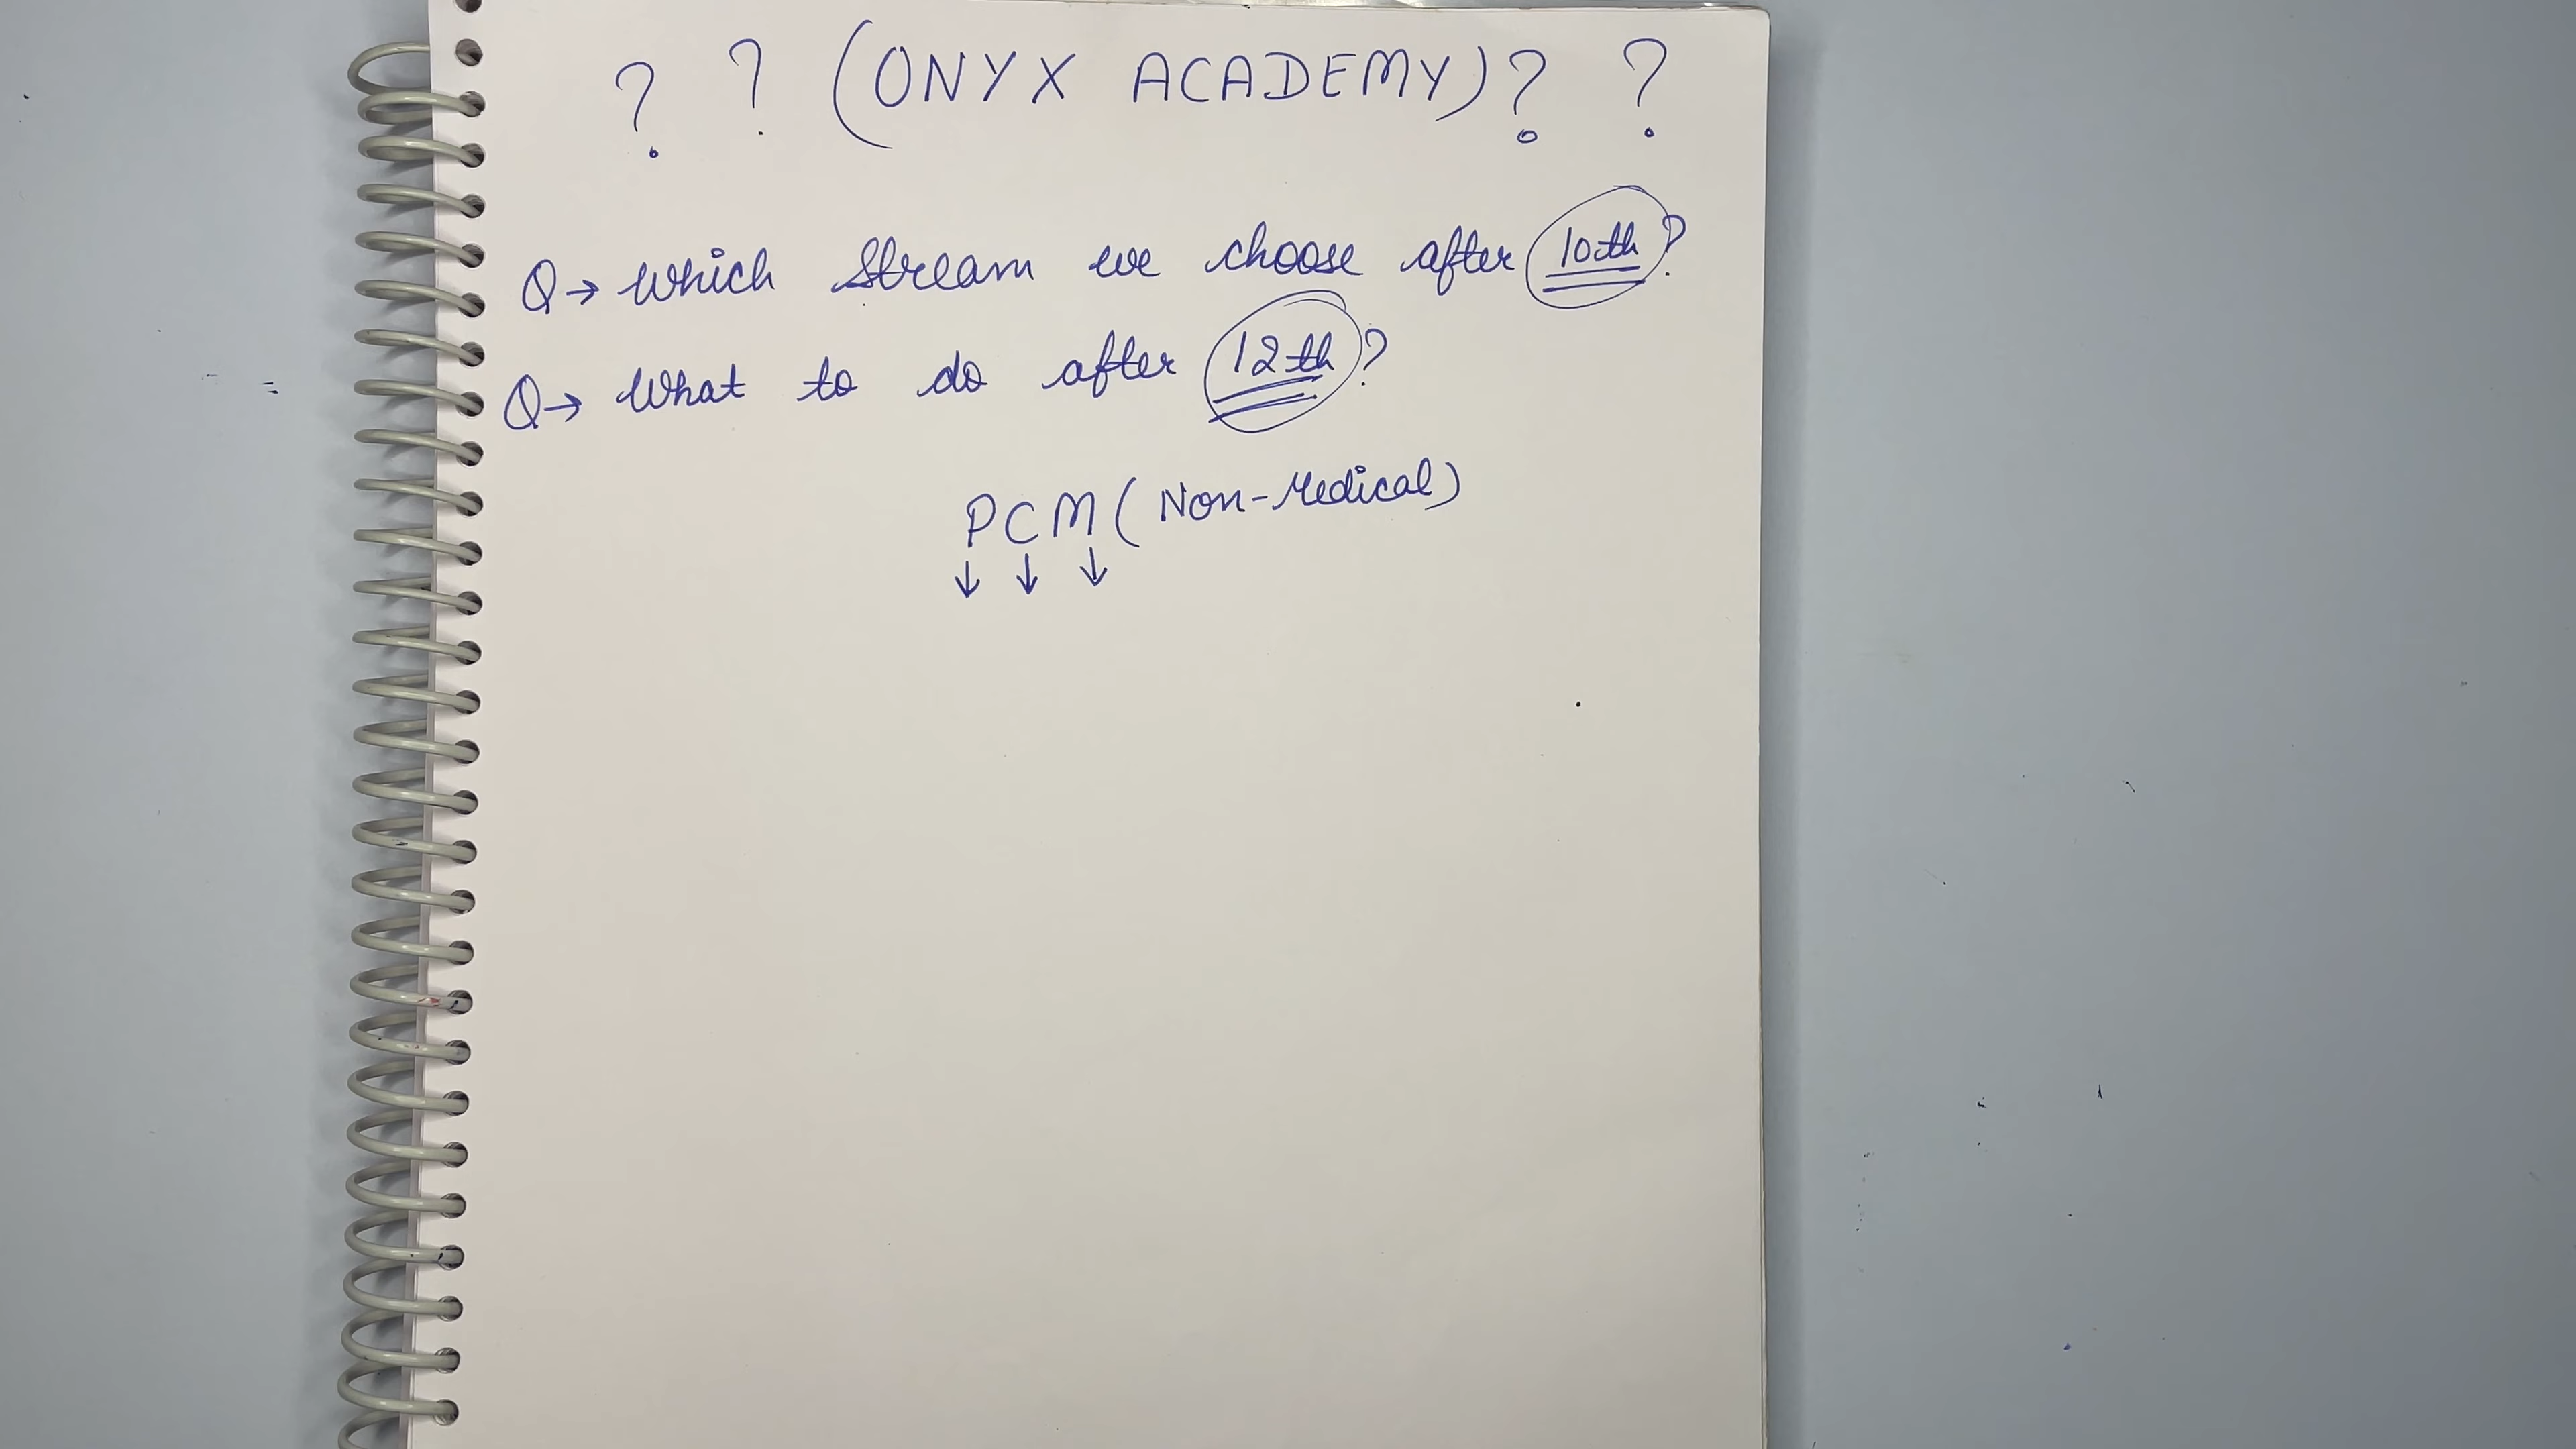 ? ? (ONYX ACADEMY) ? ?
Q→ Which Stream we choose after 10th?
Q→ What to do after 12th?
PCM (Non-Medical)
↓ ↓ ↓